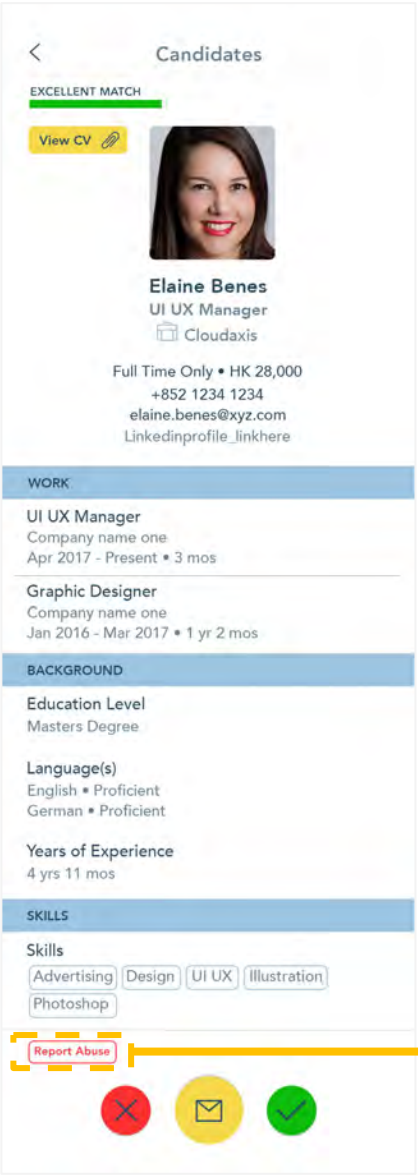 Candidates
EXCELLENT MATCH
View CV
Elaine Benes
UI UX Manager
Cloudaxis
Full Time Only • HK 28,000
+852 1234 1234
elaine.benes@xyz.com
Linkedinprofile_linkhere
WORK
UI UX Manager
Company name one
Apr 2017 - Present • 3 mos
Graphic Designer
Company name one
Jan 2016 - Mar 2017 • 1 yr 2 mos
BACKGROUND
Education Level
Masters Degree
Language(s)
English • Proficient
German • Proficient
Years of Experience
4 yrs 11 mos
SKILLS
Skills
Advertising Design UI UX Illustration
Photoshop
Report Abuse